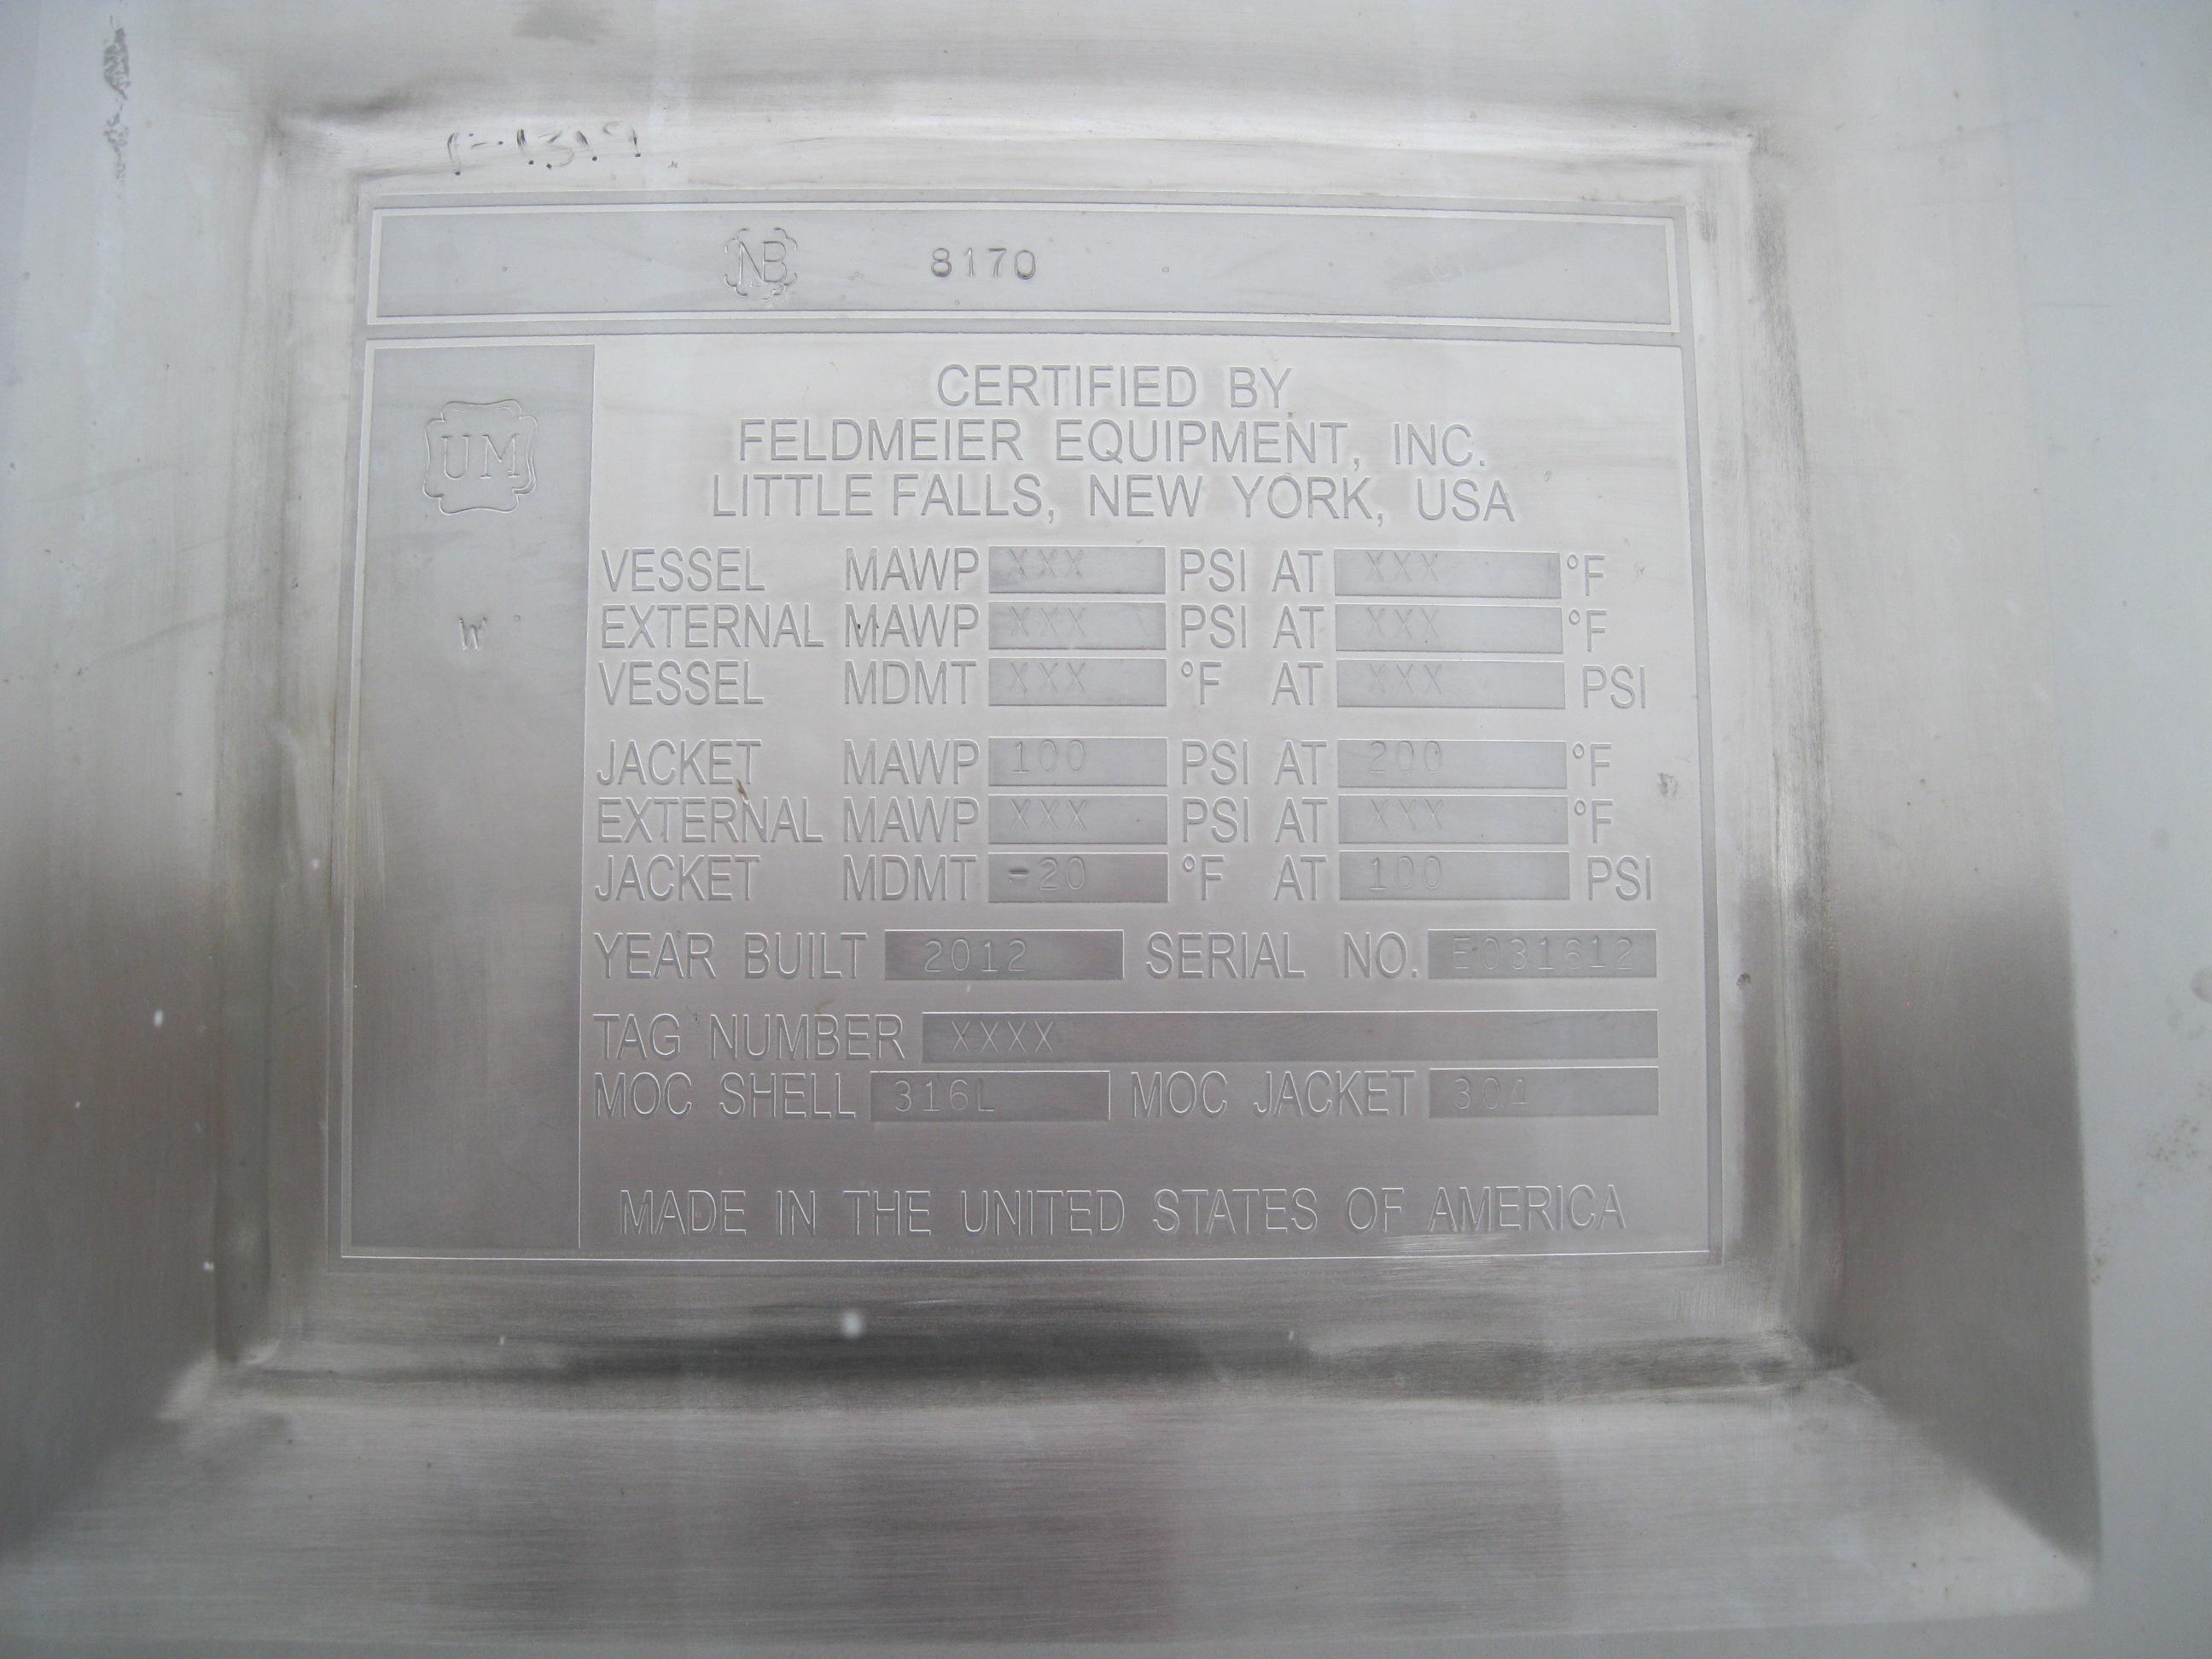 NB 8170
CERTIFIED BY
FELDMEIER EQUIPMENT, INC.
LITTLE FALLS, NEW YORK, USA
UM
W
VESSEL MAWP XXX PSI AT XXX °F
EXTERNAL MAWP XXX PSI AT XXX °F
VESSEL MDMT XXX °F AT XXX PSI
JACKET MAWP 100 PSI AT 200 °F
EXTERNAL MAWP XXX PSI AT XXX °F
JACKET MDMT -20 °F AT 100 PSI
YEAR BUILT 2012 SERIAL NO. E031612
TAG NUMBER XXXX
MOC SHELL 316L MOC JACKET 304
MADE IN THE UNITED STATES OF AMERICA